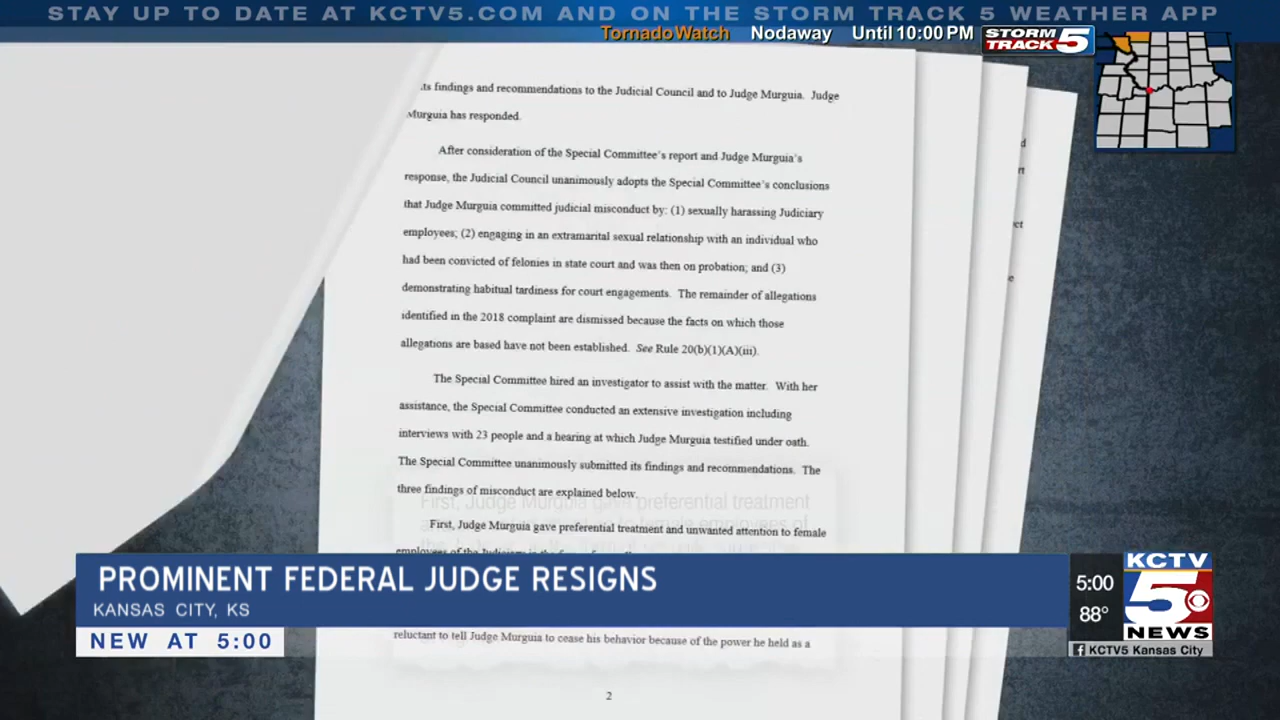 STAY UP TO DATE AT KCTV5.COM AND ON THE STORM TRACK 5 WEATHER APP
Tornado Watch Nodaway Until 10:00 PM
STORM TRACK 5
.ts findings and recommendations to the Judicial Council and to Judge Murguia. Judge
Murguia has responded.
After consideration of the Special Committee's report and Judge Murguia's
response, the Judicial Council unanimously adopts the Special Committee's conclusions
that Judge Murguia committed judicial misconduct by: (1) sexually harassing Judiciary
employees; (2) engaging in an extramarital sexual relationship with an individual who
had been convicted of felonies in state court and was then on probation; and (3)
demonstrating habitual tardiness for court engagements. The remainder of allegations
identified in the 2018 complaint are dismissed because the facts on which those
allegations are based have not been established. See Rule 20(b)(1)(A)(iii).
The Special Committee hired an investigator to assist with the matter. With her
assistance, the Special Committee conducted an extensive investigation including
interviews with 23 people and a hearing at which Judge Murguia testified under oath.
The Special Committee unanimously submitted its findings and recommendations. The
three findings of misconduct are explained below.
First, Judge Murguia gave preferential treatment
First, Judge Murguia gave preferential treatment and unwanted attention to female
employees of the
PROMINENT FEDERAL JUDGE RESIGNS
KANSAS CITY, KS
NEW AT 5:00
reluctant to tell Judge Murguia to cease his behavior because of the power he held as a
2
5:00
88°
KCTV
5
NEWS
KCTV5 Kansas City